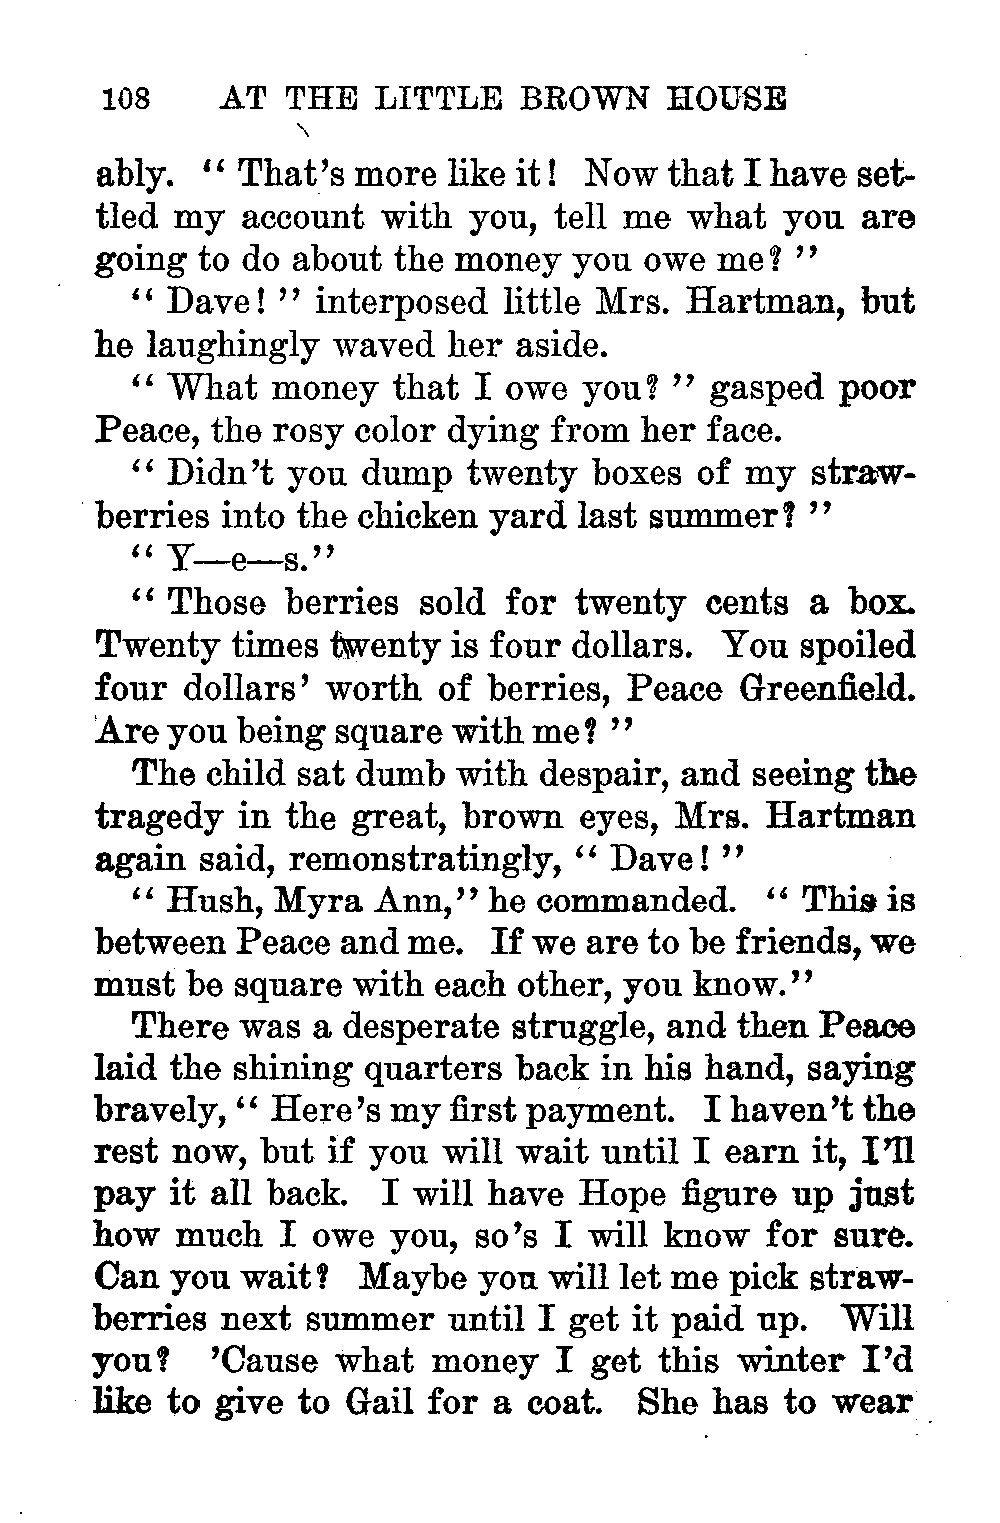 108 AT THE LITTLE BROWN HOUSE
ably. “ That’s more like it! Now that I have set-
tled my account with you, tell me what you are
going to do about the money you owe me? ”
“ Dave! ” interposed little Mrs. Hartman, but
he laughingly waved her aside.
“ What money that I owe you? ” gasped poor
Peace, the rosy color dying from her face.
“ Didn’t you dump twenty boxes of my straw-
berries into the chicken yard last summer? ”
“ Y—e—s.”
“ Those berries sold for twenty cents a box.
Twenty times twenty is four dollars. You spoiled
four dollars’ worth of berries, Peace Greenfield.
Are you being square with me? ”
The child sat dumb with despair, and seeing the
tragedy in the great, brown eyes, Mrs. Hartman
again said, remonstratingly, “ Dave! ”
“ Hush, Myra Ann,” he commanded. “ This is
between Peace and me. If we are to be friends, we
must be square with each other, you know.”
There was a desperate struggle, and then Peace
laid the shining quarters back in his hand, saying
bravely, “ Here’s my first payment. I haven’t the
rest now, but if you will wait until I earn it, I’ll
pay it all back. I will have Hope figure up just
how much I owe you, so’s I will know for sure.
Can you wait? Maybe you will let me pick straw-
berries next summer until I get it paid up. Will
you? ’Cause what money I get this winter I’d
like to give to Gail for a coat. She has to wear